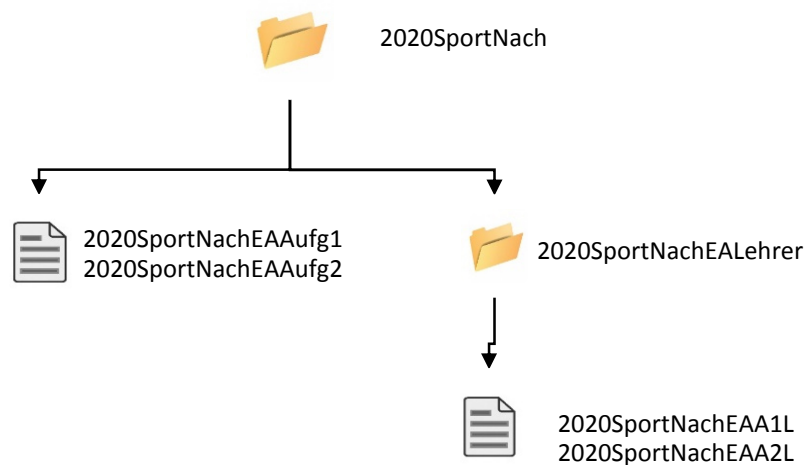 2020SportNach
2020SportNachEAAufg1
2020SportNachEAAufg2
2020SportNachEALehrer
2020SportNachEAA1L
2020SportNachEAA2L